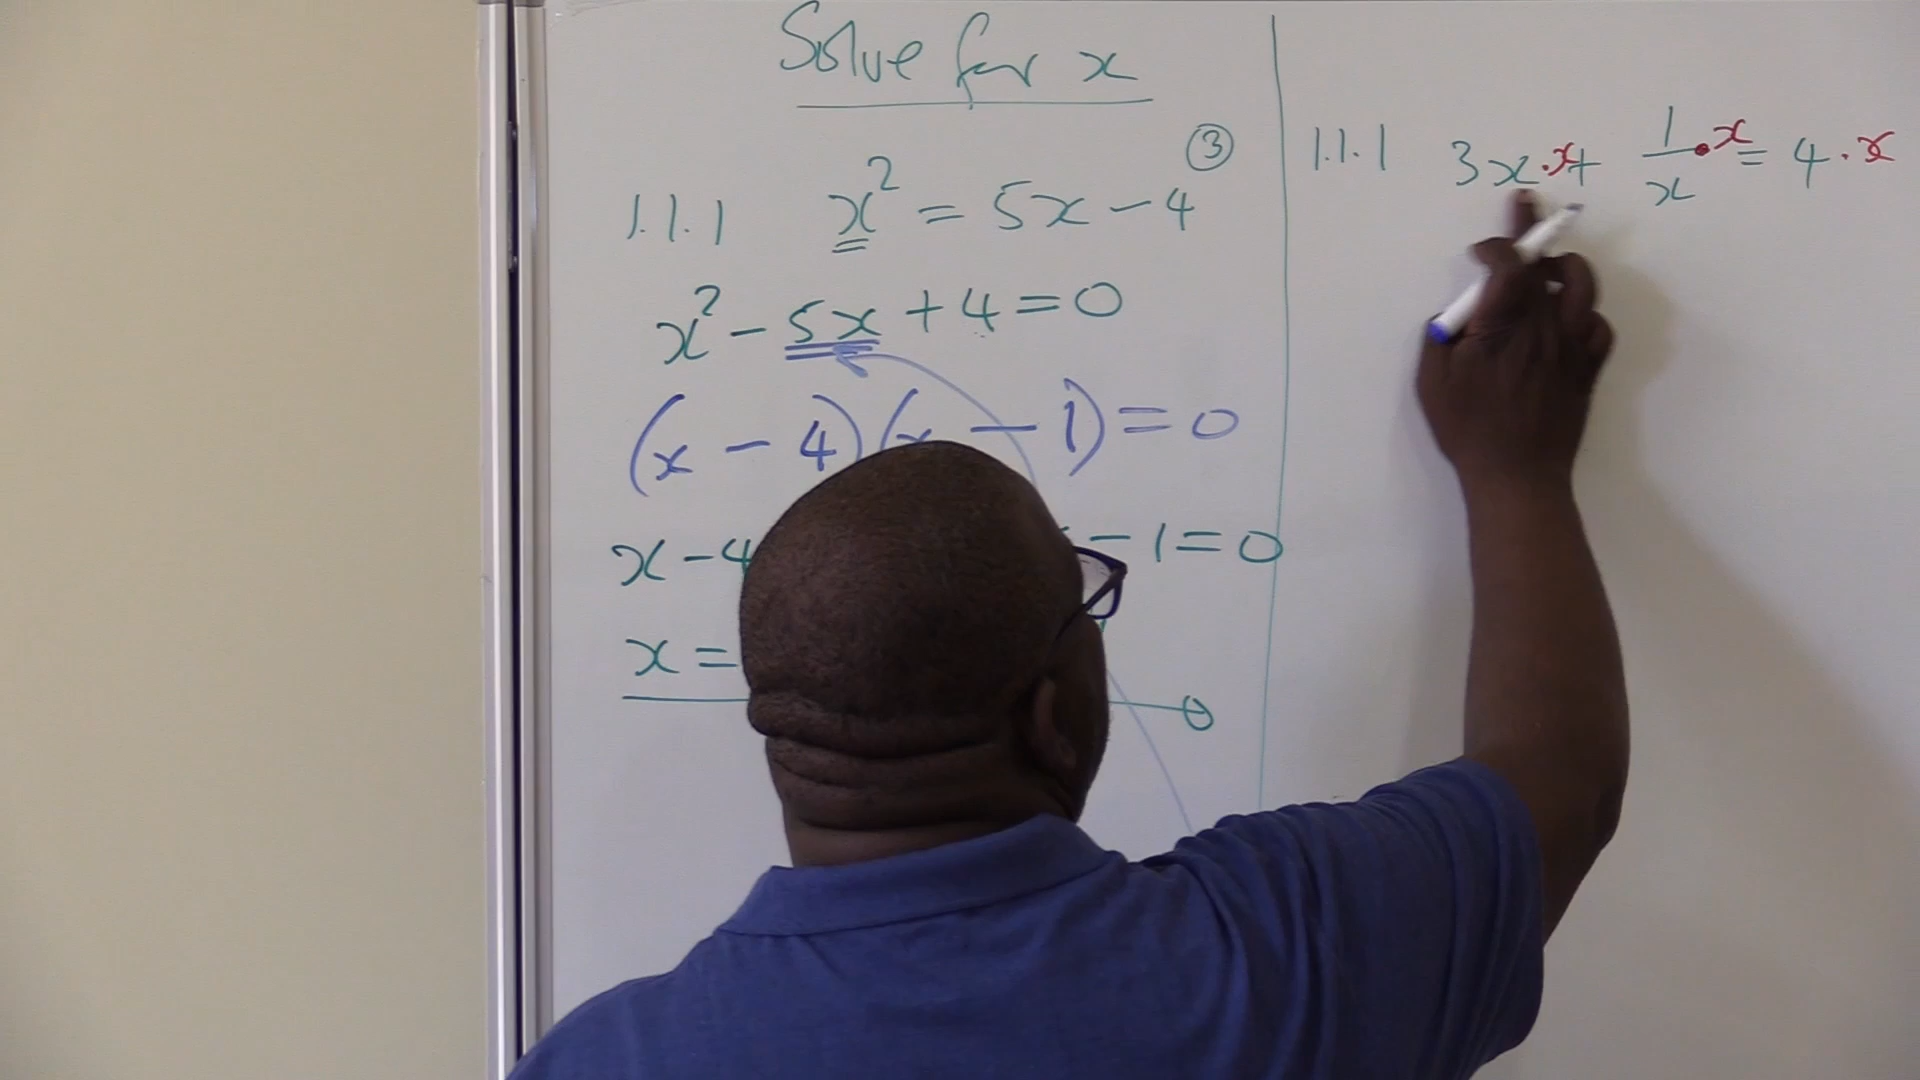 Solve for x
③
1.1.1 x² = 5x - 4
x² - 5x + 4 = 0
(x - 4)(x - 1) = 0
x - 4 - 1 = 0
x =
1.1.1 3x · x + 1/x · x = 4 · x